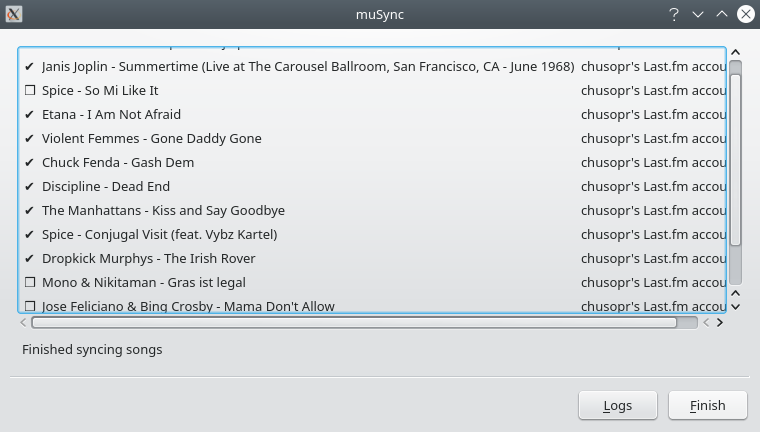 muSync
✔ Janis Joplin - Summertime (Live at The Carousel Ballroom, San Francisco, CA - June 1968) chusopr's Last.fm accou
☐ Spice - So Mi Like It chusopr's Last.fm accou
✔ Etana - I Am Not Afraid chusopr's Last.fm accou
✔ Violent Femmes - Gone Daddy Gone chusopr's Last.fm accou
✔ Chuck Fenda - Gash Dem chusopr's Last.fm accou
✔ Discipline - Dead End chusopr's Last.fm accou
✔ The Manhattans - Kiss and Say Goodbye chusopr's Last.fm accou
✔ Spice - Conjugal Visit (feat. Vybz Kartel) chusopr's Last.fm accou
✔ Dropkick Murphys - The Irish Rover chusopr's Last.fm accou
☐ Mono & Nikitaman - Gras ist legal chusopr's Last.fm accou
☐ Jose Feliciano & Bing Crosby - Mama Don't Allow chusopr's Last.fm accou
Finished syncing songs
Logs Finish